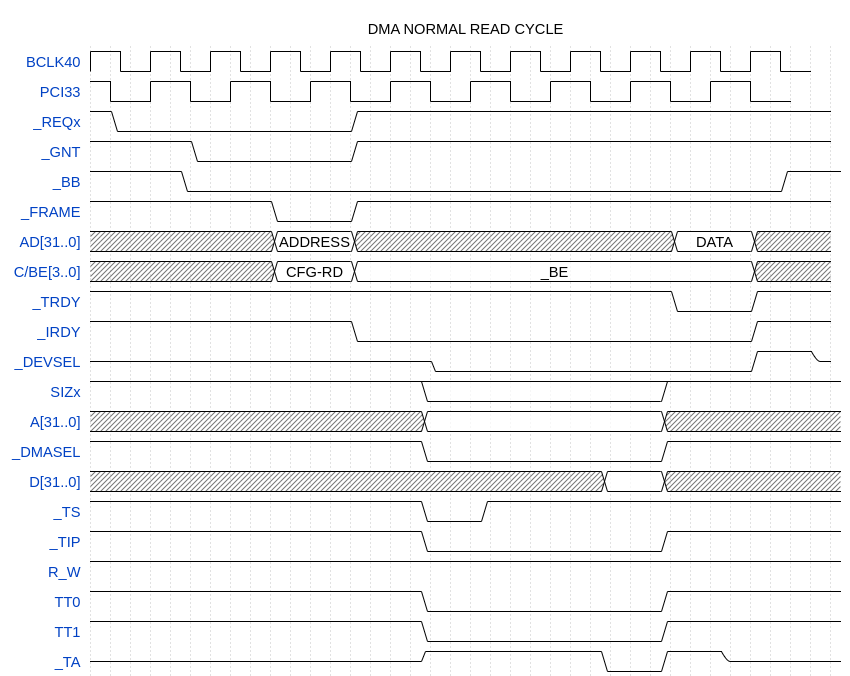 DMA NORMAL READ CYCLE
BCLK40
PCI33
_REQx
_GNT
_BB
_FRAME
AD[31..0] ADDRESS DATA
C/BE[3..0] CFG-RD _BE
_TRDY
_IRDY
_DEVSEL
SIZx
A[31..0]
_DMASEL
D[31..0]
_TS
_TIP
R_W
TT0
TT1
_TA